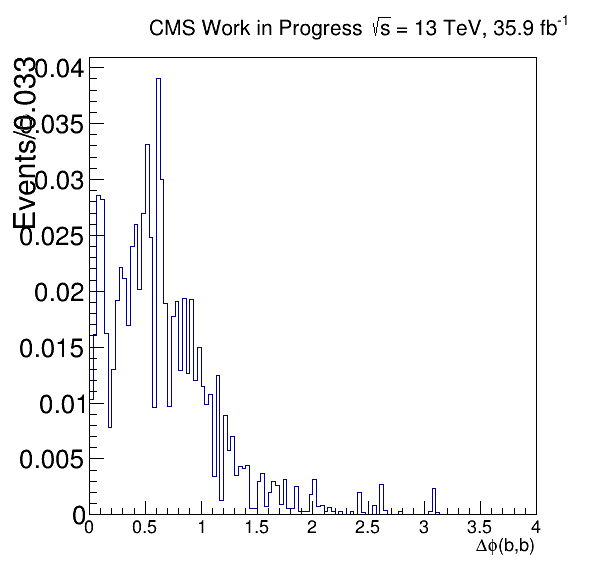 CMS Work in Progress √s = 13 TeV, 35.9 fb⁻¹
Events/0.033
0.04
0.035
0.03
0.025
0.02
0.015
0.01
0.005
0
0 0.5 1 1.5 2 2.5 3 3.5 4
Δϕ(b,b)